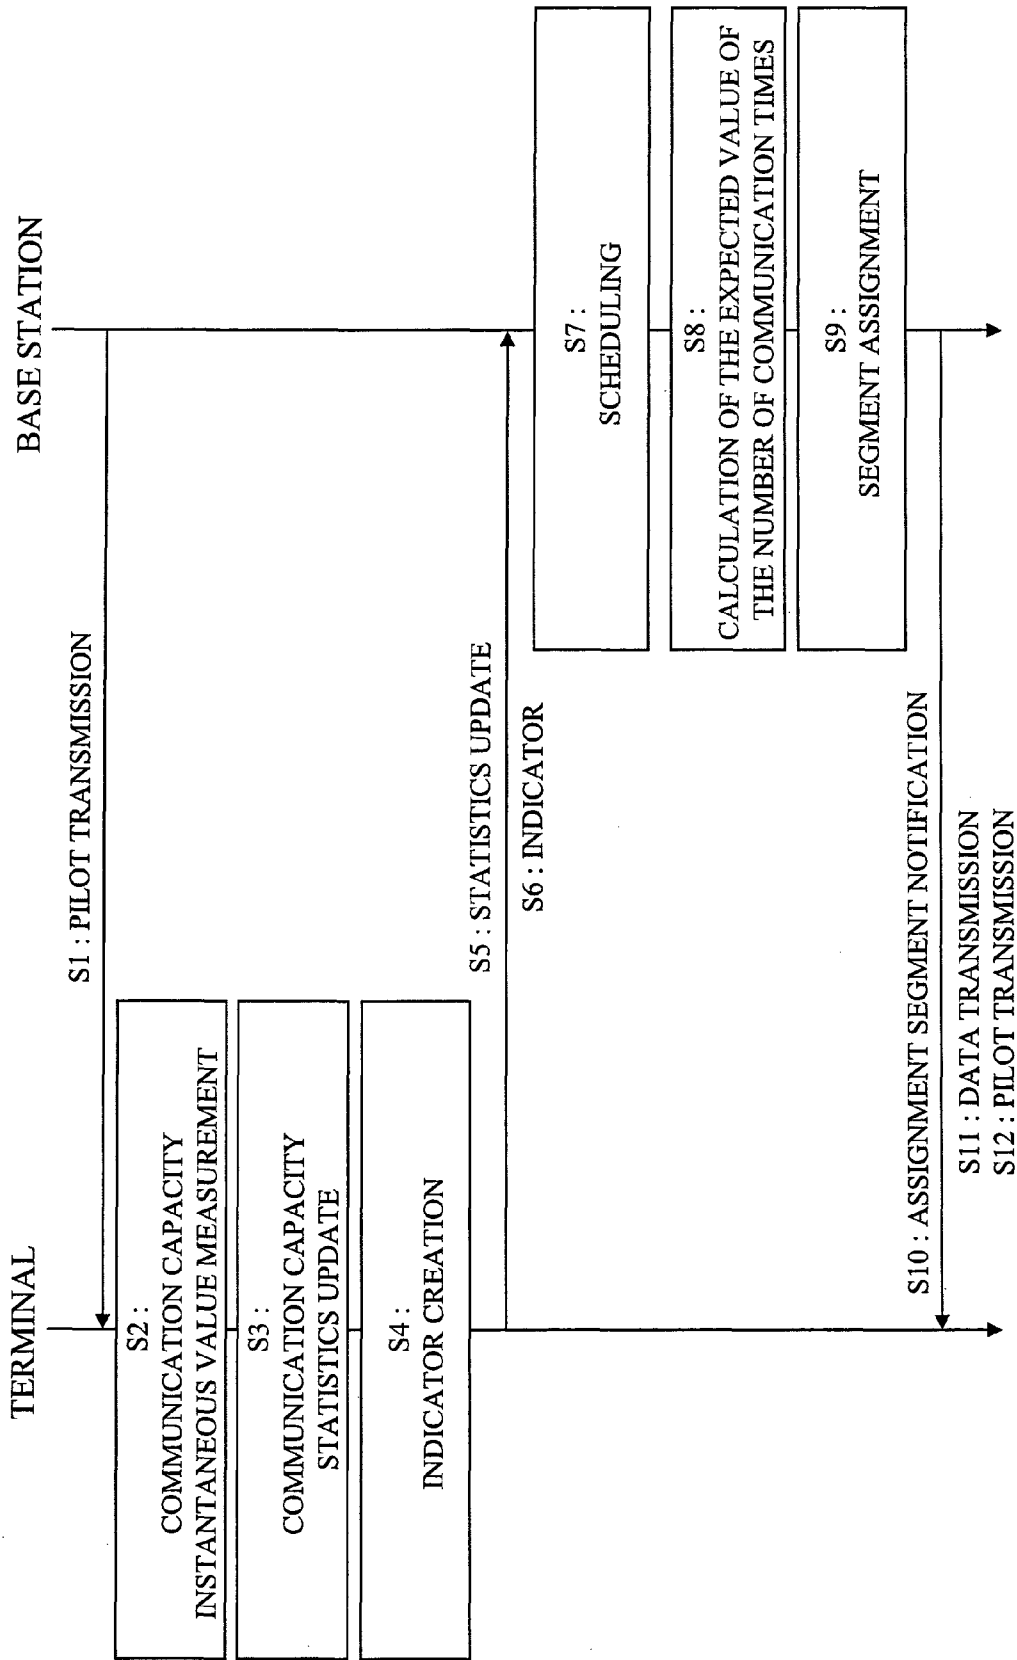 TERMINAL
BASE STATION
S1 : PILOT TRANSMISSION
S2 :
COMMUNICATION CAPACITY
INSTANTANEOUS VALUE MEASUREMENT
S3 :
COMMUNICATION CAPACITY
STATISTICS UPDATE
S4 :
INDICATOR CREATION
S5 : STATISTICS UPDATE
S6 : INDICATOR
S7 :
SCHEDULING
S8 :
CALCULATION OF THE EXPECTED VALUE OF
THE NUMBER OF COMMUNICATION TIMES
S9 :
SEGMENT ASSIGNMENT
S10 : ASSIGNMENT SEGMENT NOTIFICATION
S11 : DATA TRANSMISSION
S12 : PILOT TRANSMISSION